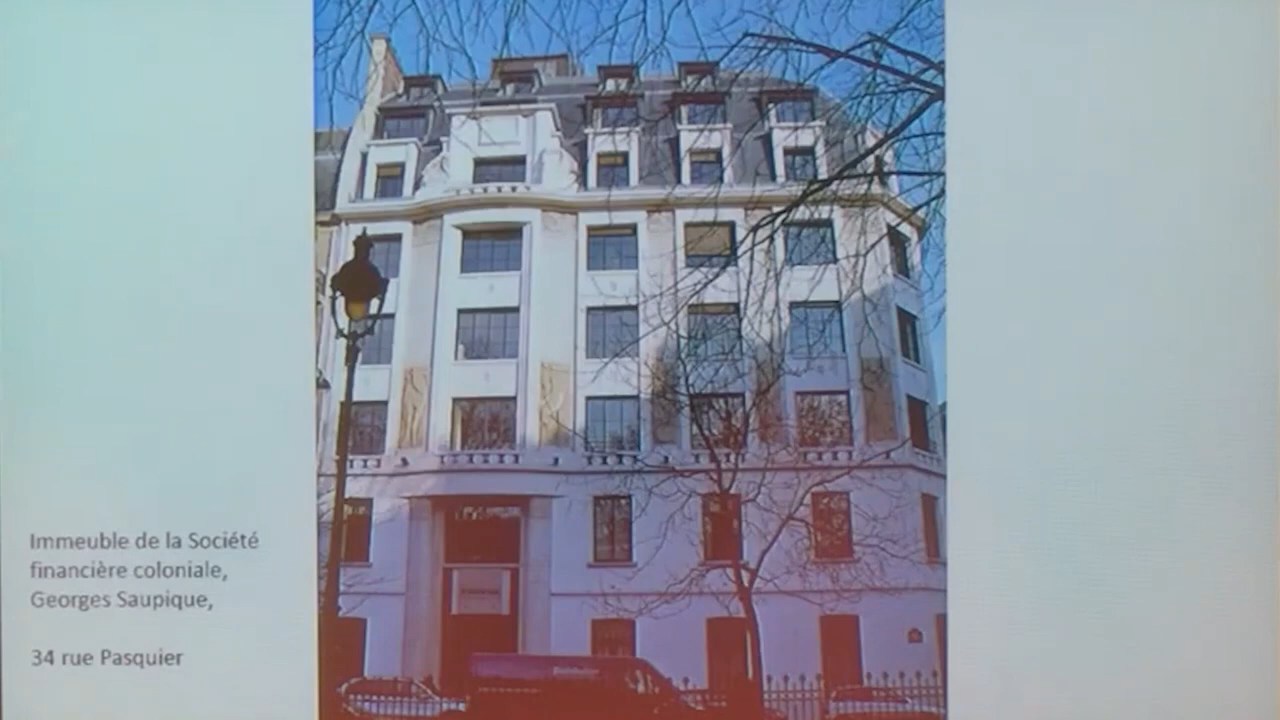 Immeuble de la Société
financière coloniale,
Georges Saupique,
34 rue Pasquier